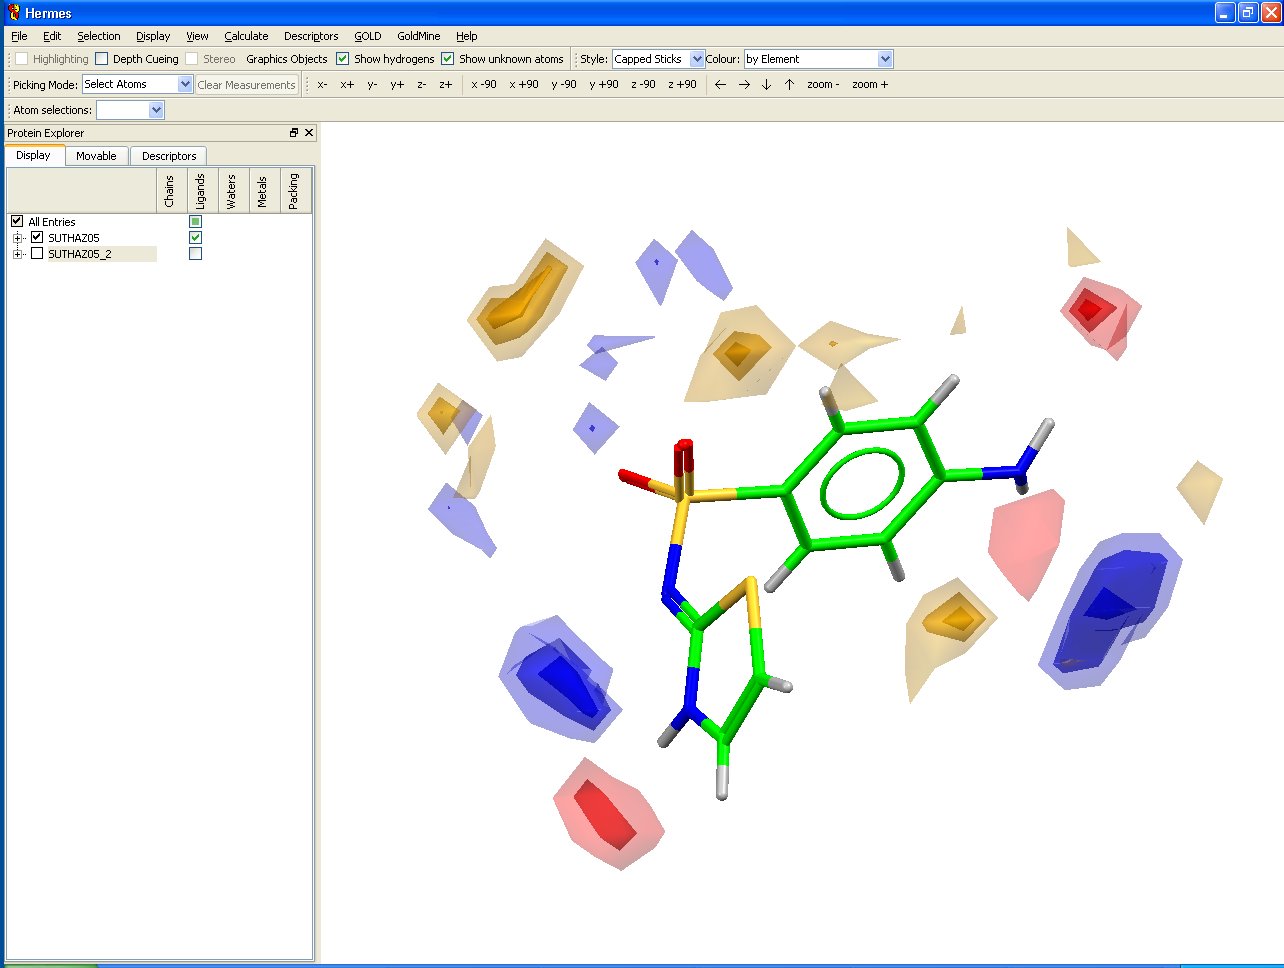 Hermes
File Edit Selection Display View Calculate Descriptors GOLD GoldMine Help
Highlighting Depth Cueing Stereo Graphics Objects Show hydrogens Show unknown atoms Style: Capped Sticks Colour: by Element
Picking Mode: Select Atoms Clear Measurements x- x+ y- y+ z- z+ x -90 x +90 y -90 y +90 z -90 z +90 ← → ↓ ↑ zoom - zoom +
Atom selections:
Protein Explorer
Display Movable Descriptors
Chains Ligands Waters Metals Packing
All Entries
SUTHAZ05
SUTHAZ05_2